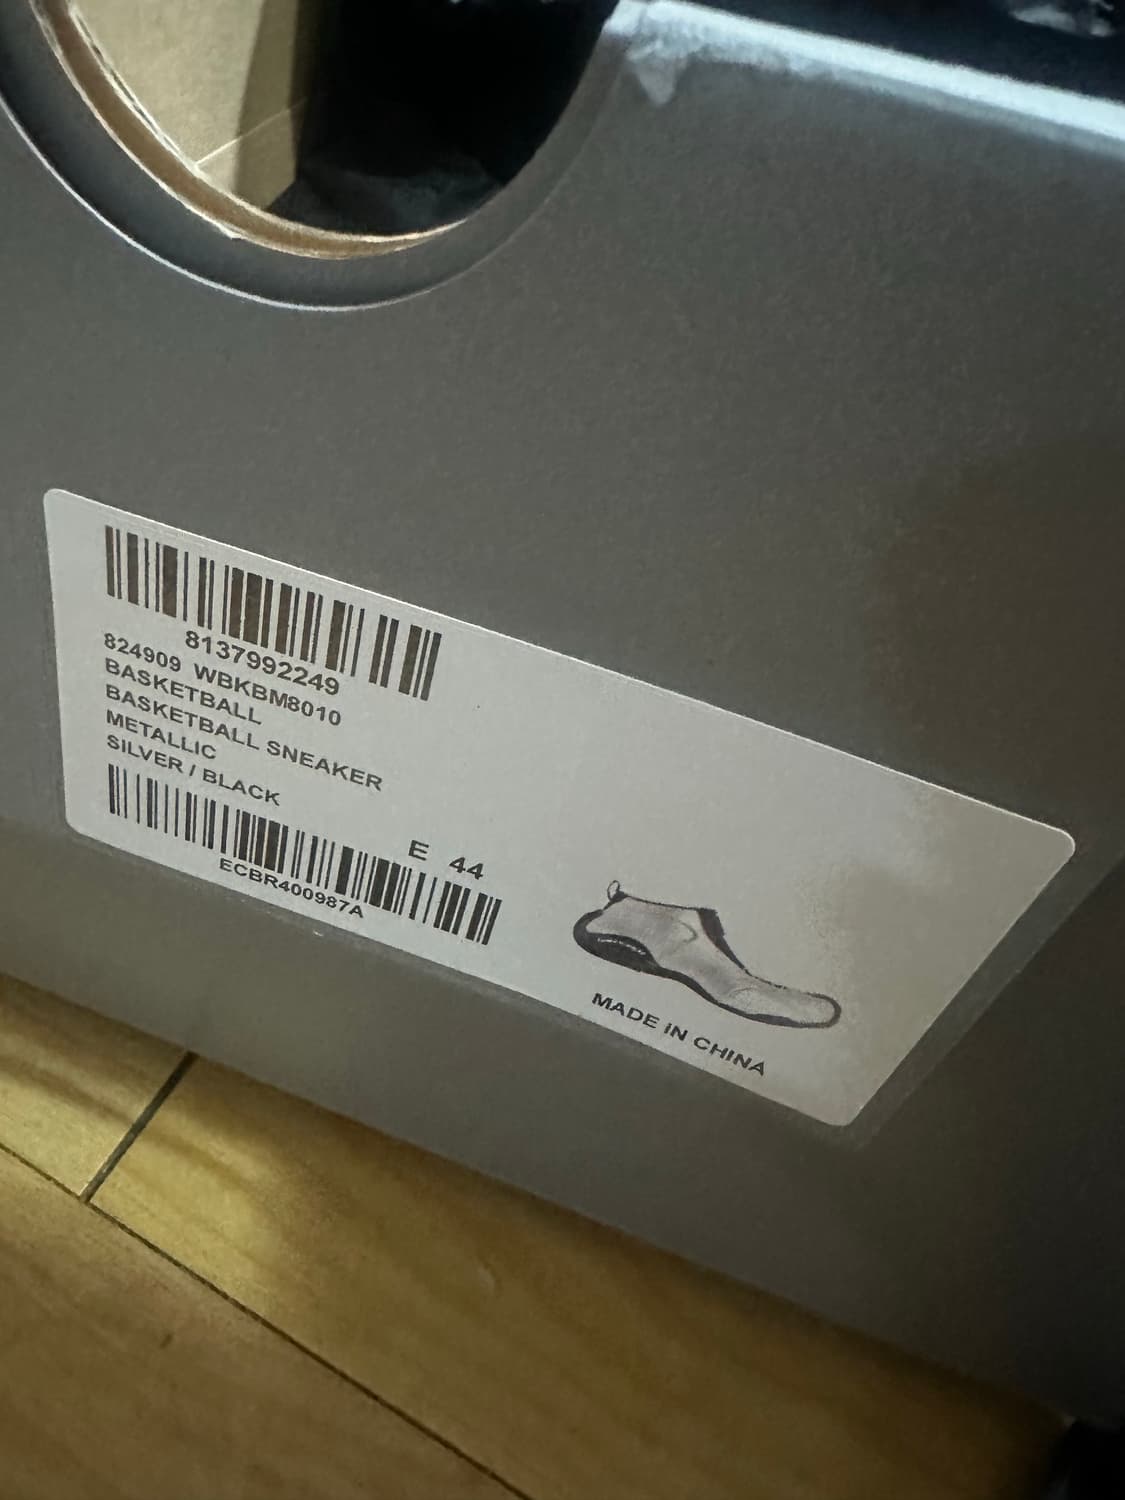 8137992249
824909 WBKBM8010
BASKETBALL
BASKETBALL SNEAKER
METALLIC
SILVER / BLACK
E 44
ECBR400987A
MADE IN CHINA